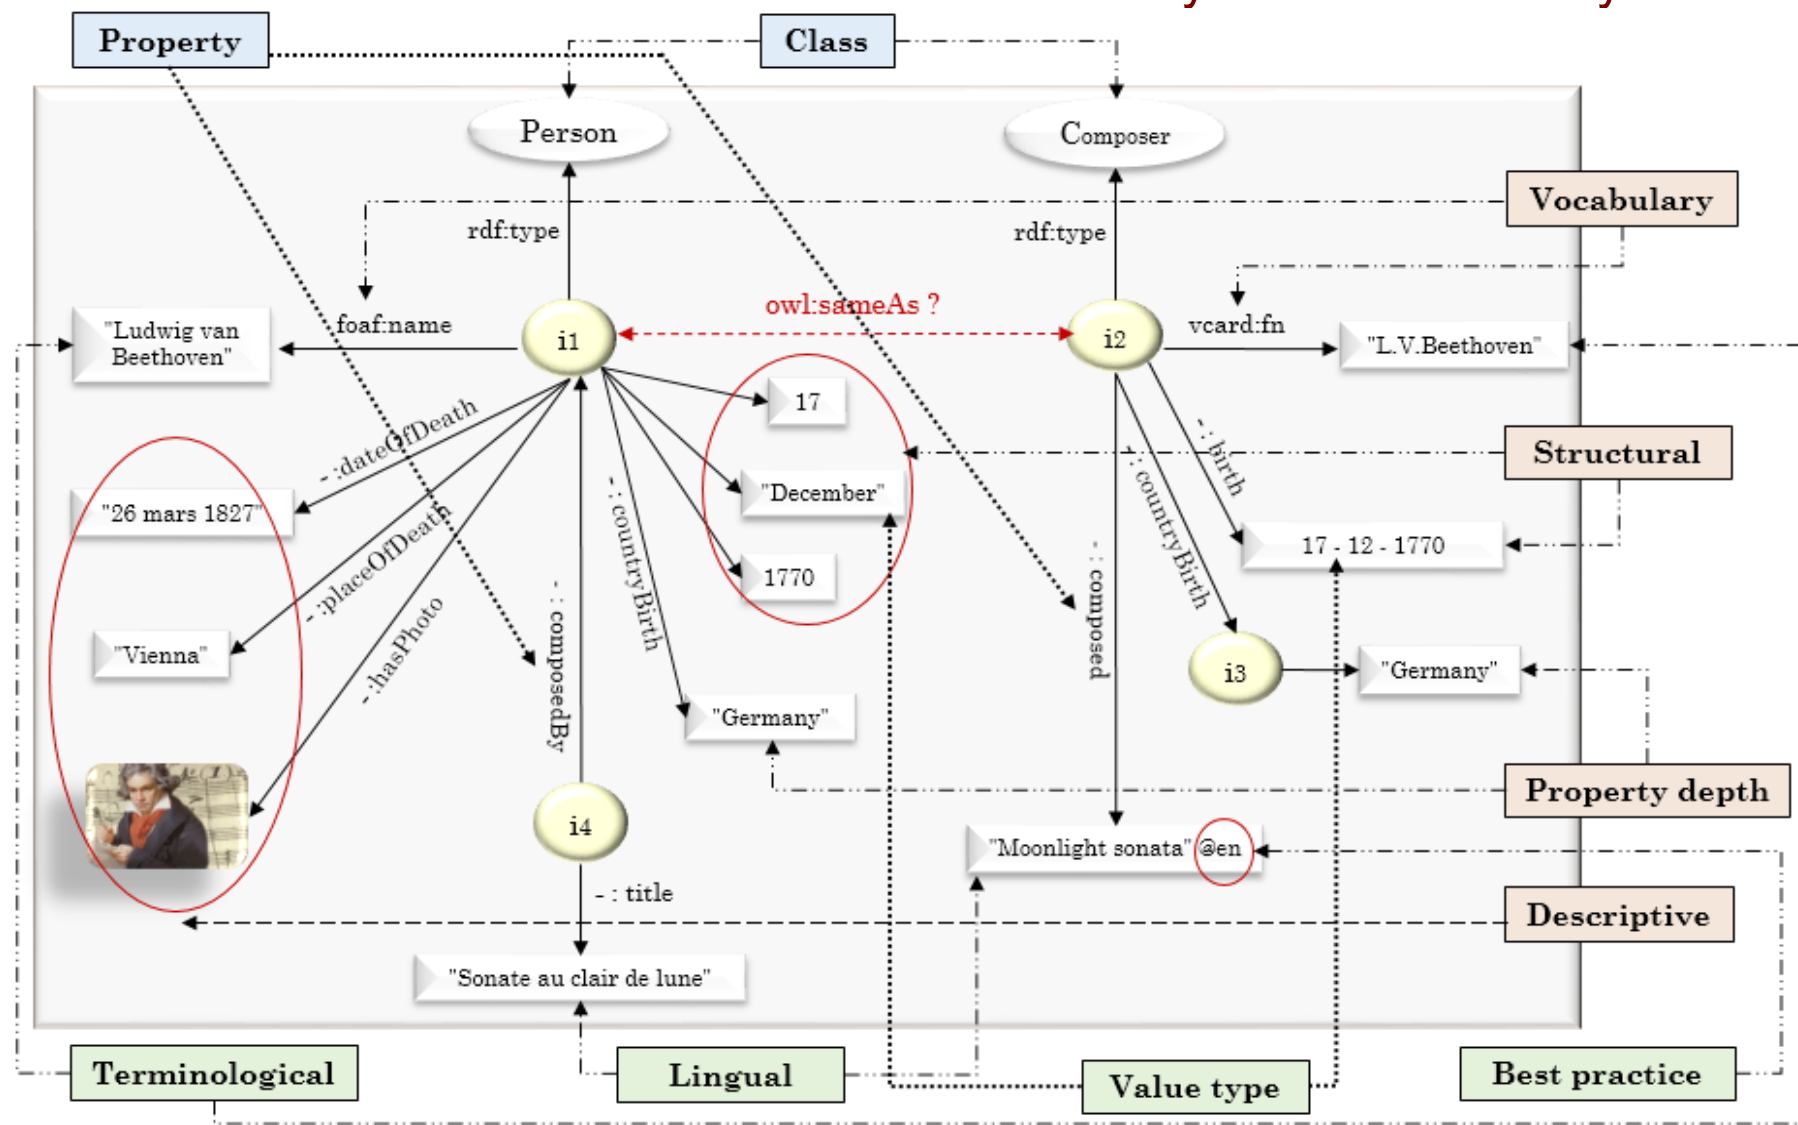 Property
Class
Person
Composer
Vocabulary
rdf:type
rdf:type
owl:sameAs ?
"Ludwig van
Beethoven"
foaf:name
i1
i2
vcard:fn
"L.V.Beethoven"
17
- :dateOfDeath
- : birth
- : countryBirth
Structural
"26 mars 1827"
"December"
- :placeOfDeath
- : countryBirth
17 - 12 - 1770
1770
- : composedBy
- : composed
"Vienna"
- :hasPhoto
i3
"Germany"
"Germany"
Property depth
i4
"Moonlight sonata" @en
- : title
Descriptive
"Sonate au clair de lune"
Terminological
Lingual
Value type
Best practice